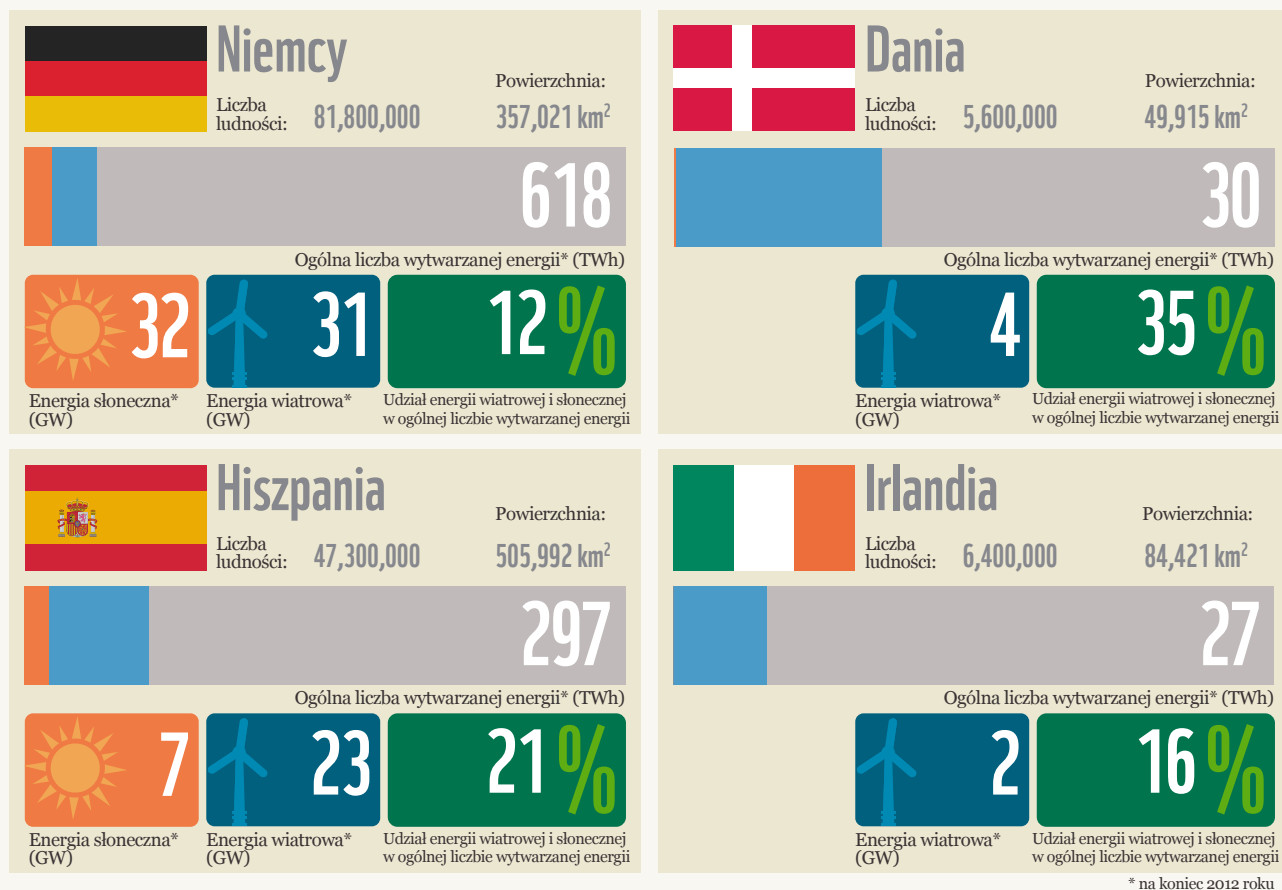 Niemcy
Liczba
ludności: 81,800,000
Powierzchnia:
357,021 km²
618
Ogólna liczba wytwarzanej energii* (TWh)
32
Energia słoneczna*
(GW)
31
Energia wiatrowa*
(GW)
12%
Udział energii wiatrowej i słonecznej
w ogólnej liczbie wytwarzanej energii
Dania
Liczba
ludności: 5,600,000
Powierzchnia:
49,915 km²
30
Ogólna liczba wytwarzanej energii* (TWh)
4
Energia wiatrowa*
(GW)
35%
Udział energii wiatrowej i słonecznej
w ogólnej liczbie wytwarzanej energii
Hiszpania
Liczba
ludności: 47,300,000
Powierzchnia:
505,992 km²
297
Ogólna liczba wytwarzanej energii* (TWh)
7
Energia słoneczna*
(GW)
23
Energia wiatrowa*
(GW)
21%
Udział energii wiatrowej i słonecznej
w ogólnej liczbie wytwarzanej energii
Irlandia
Liczba
ludności: 6,400,000
Powierzchnia:
84,421 km²
27
Ogólna liczba wytwarzanej energii* (TWh)
2
Energia wiatrowa*
(GW)
16%
Udział energii wiatrowej i słonecznej
w ogólnej liczbie wytwarzanej energii
* na koniec 2012 roku